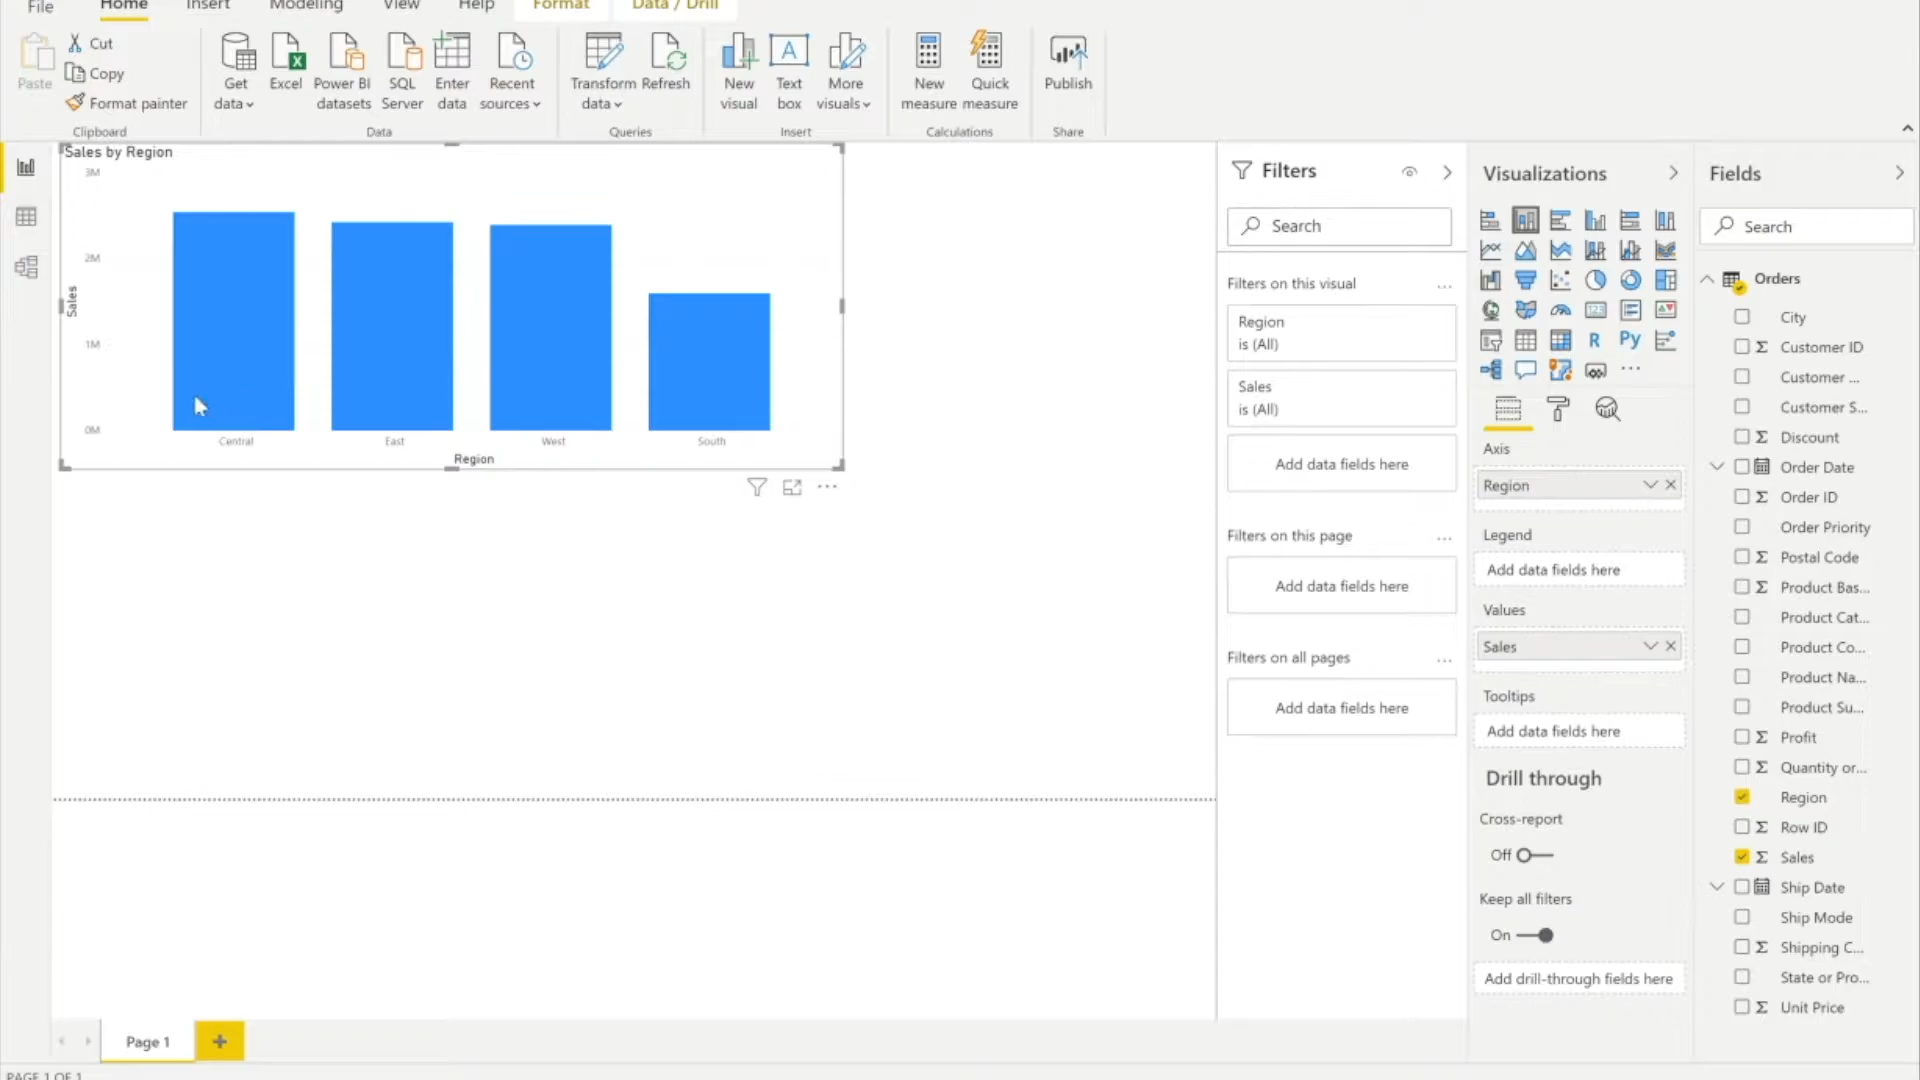 File
Home
Insert
Modeling
View
Help
Format
Data / Drill
Paste
Cut
Copy
Format painter
Clipboard
Get
data
Excel
Power BI
datasets
SQL
Server
Enter
data
Recent
sources
Data
Transform
data
Refresh
Queries
New
visual
A
Text
box
More
visuals
Insert
New
measure
Quick
measure
Calculations
Publish
Share
Sales by Region
3M
2M
1M
0M
Sales
Central
East
West
South
Region
Filters
Search
Filters on this visual
...
Region
is (All)
Sales
is (All)
Add data fields here
Filters on this page
...
Add data fields here
Filters on all pages
...
Add data fields here
Visualizations
123
R
Py
...
Axis
Region
Legend
Add data fields here
Values
Sales
Tooltips
Add data fields here
Drill through
Cross-report
Off
Keep all filters
On
Add drill-through fields here
Fields
Search
Orders
City
Σ Customer ID
Customer ...
Customer S...
Σ Discount
Order Date
Σ Order ID
Order Priority
Σ Postal Code
Σ Product Bas...
Product Cat...
Product Co...
Product Na...
Product Su...
Σ Profit
Σ Quantity or...
Region
Σ Row ID
Σ Sales
Ship Date
Ship Mode
Σ Shipping C...
State or Pro...
Σ Unit Price
Page 1
+
PAGE 1 OF 1